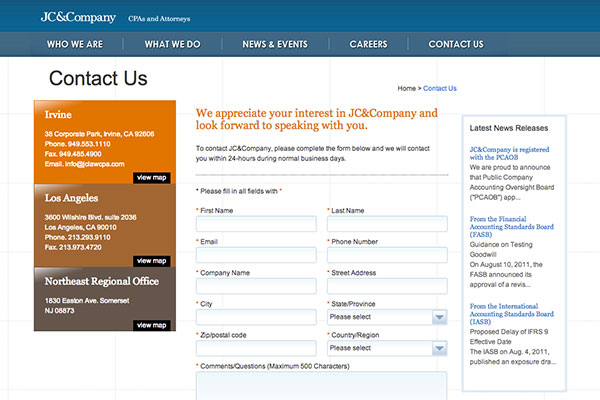 JC&Company CPAs and Attorneys
WHO WE ARE WHAT WE DO NEWS & EVENTS CAREERS CONTACT US
Contact Us
Home > Contact Us
Irvine
38 Corporate Park, Irvine, CA 92606
Phone. 949.553.1110
Fax. 949.485.4900
Email. info@jclawcpa.com
view map
Los Angeles
3600 Wilshire Blvd. suite 2036
Los Angeles, CA 90010
Phone. 213.293.9110
Fax. 213.973.4720
view map
Northeast Regional Office
1830 Easton Ave. Somerset
NJ 08873
view map
We appreciate your interest in JC&Company and
look forward to speaking with you.
To contact JC&Company, please complete the form below and we will contact
you within 24-hours during normal business days.
* Please fill in all fields with *
* First Name
* Last Name
* Email
* Phone Number
* Company Name
* Street Address
* City
* State/Province
Please select
* Zip/postal code
* Country/Region
Please select
* Comments/Questions (Maximum 500 Characters)
Latest News Releases
JC&Company is registered
with the PCAOB
We are proud to announce
that Public Company
Accounting Oversight Board
("PCAOB") app...
From the Financial
Accounting Standards Board
(FASB)
Guidance on Testing
Goodwill
On August 10, 2011, the
FASB announced its
approval of a revis...
From the International
Accounting Standards Board
(IASB)
Proposed Delay of IFRS 9
Effective Date
The IASB on Aug. 4, 2011,
published an exposure dra...